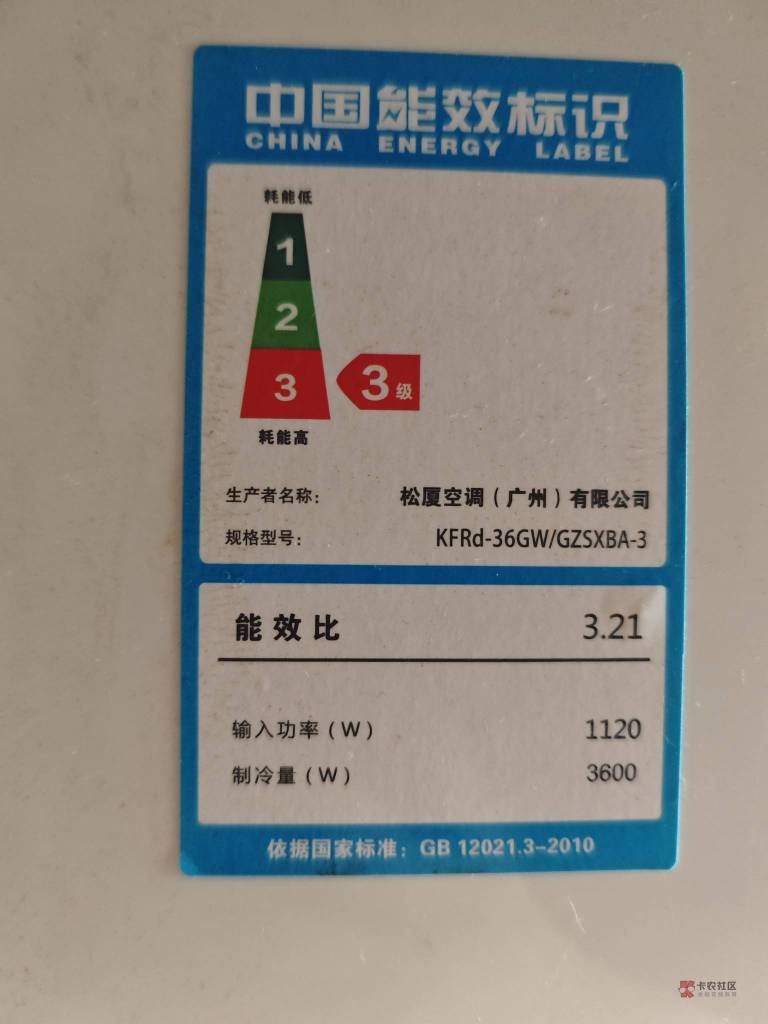 中国能效标识
CHINA ENERGY LABEL
耗能低
1
2
3
3级
耗能高
生产者名称：
松厦空调（广州）有限公司
规格型号：
KFRd-36GW/GZSXBA-3
能效比 3.21
输入功率（W） 1120
制冷量（W） 3600
依据国家标准：GB 12021.3-2010
卡农社区